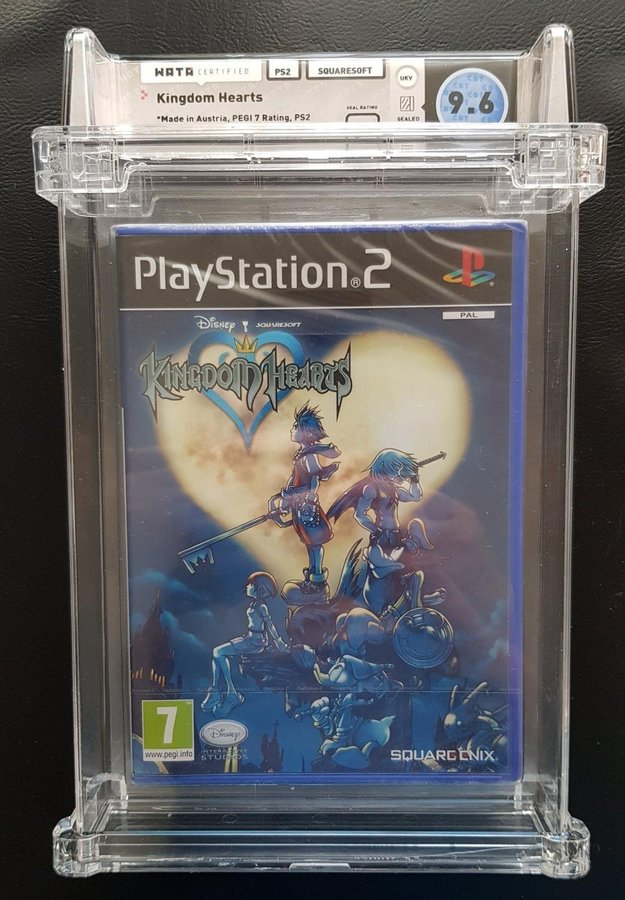 WATA CERTIFIED PS2 SQUARESOFT UKV
Kingdom Hearts
SEAL RATING
*Made in Austria, PEGI 7 Rating, PS2
SEALED
9.6
PlayStation®2
PAL
Disney SQUARESOFT
KINGDOM HEARTS
7
www.pegi.info
Disney
INTERACTIVE
STUDIOS
SQUARE ENIX